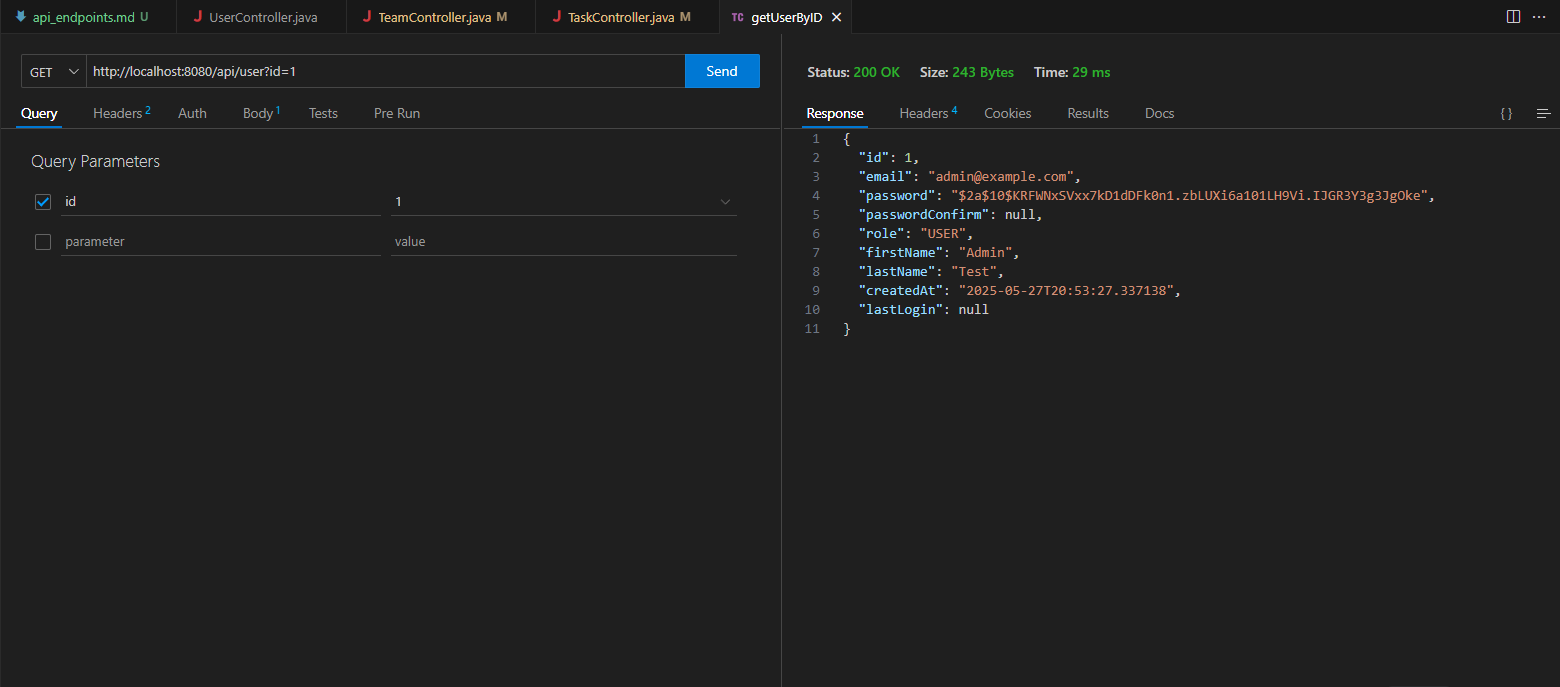 api_endpoints.md U
J UserController.java
J TeamController.java M
J TaskController.java M
TC getUserByID
GET http://localhost:8080/api/user?id=1 Send
Query Headers 2 Auth Body 1 Tests Pre Run
Query Parameters
id 1
parameter value
Status: 200 OK Size: 243 Bytes Time: 29 ms
Response Headers 4 Cookies Results Docs { }
1 {
2 "id": 1,
3 "email": "admin@example.com",
4 "password": "$2a$10$KRFWNxSVxx7kD1dDFk0n1.zbLUXi6a101LH9Vi.IJGR3Y3g3JgOke",
5 "passwordConfirm": null,
6 "role": "USER",
7 "firstName": "Admin",
8 "lastName": "Test",
9 "createdAt": "2025-05-27T20:53:27.337138",
10 "lastLogin": null
11 }